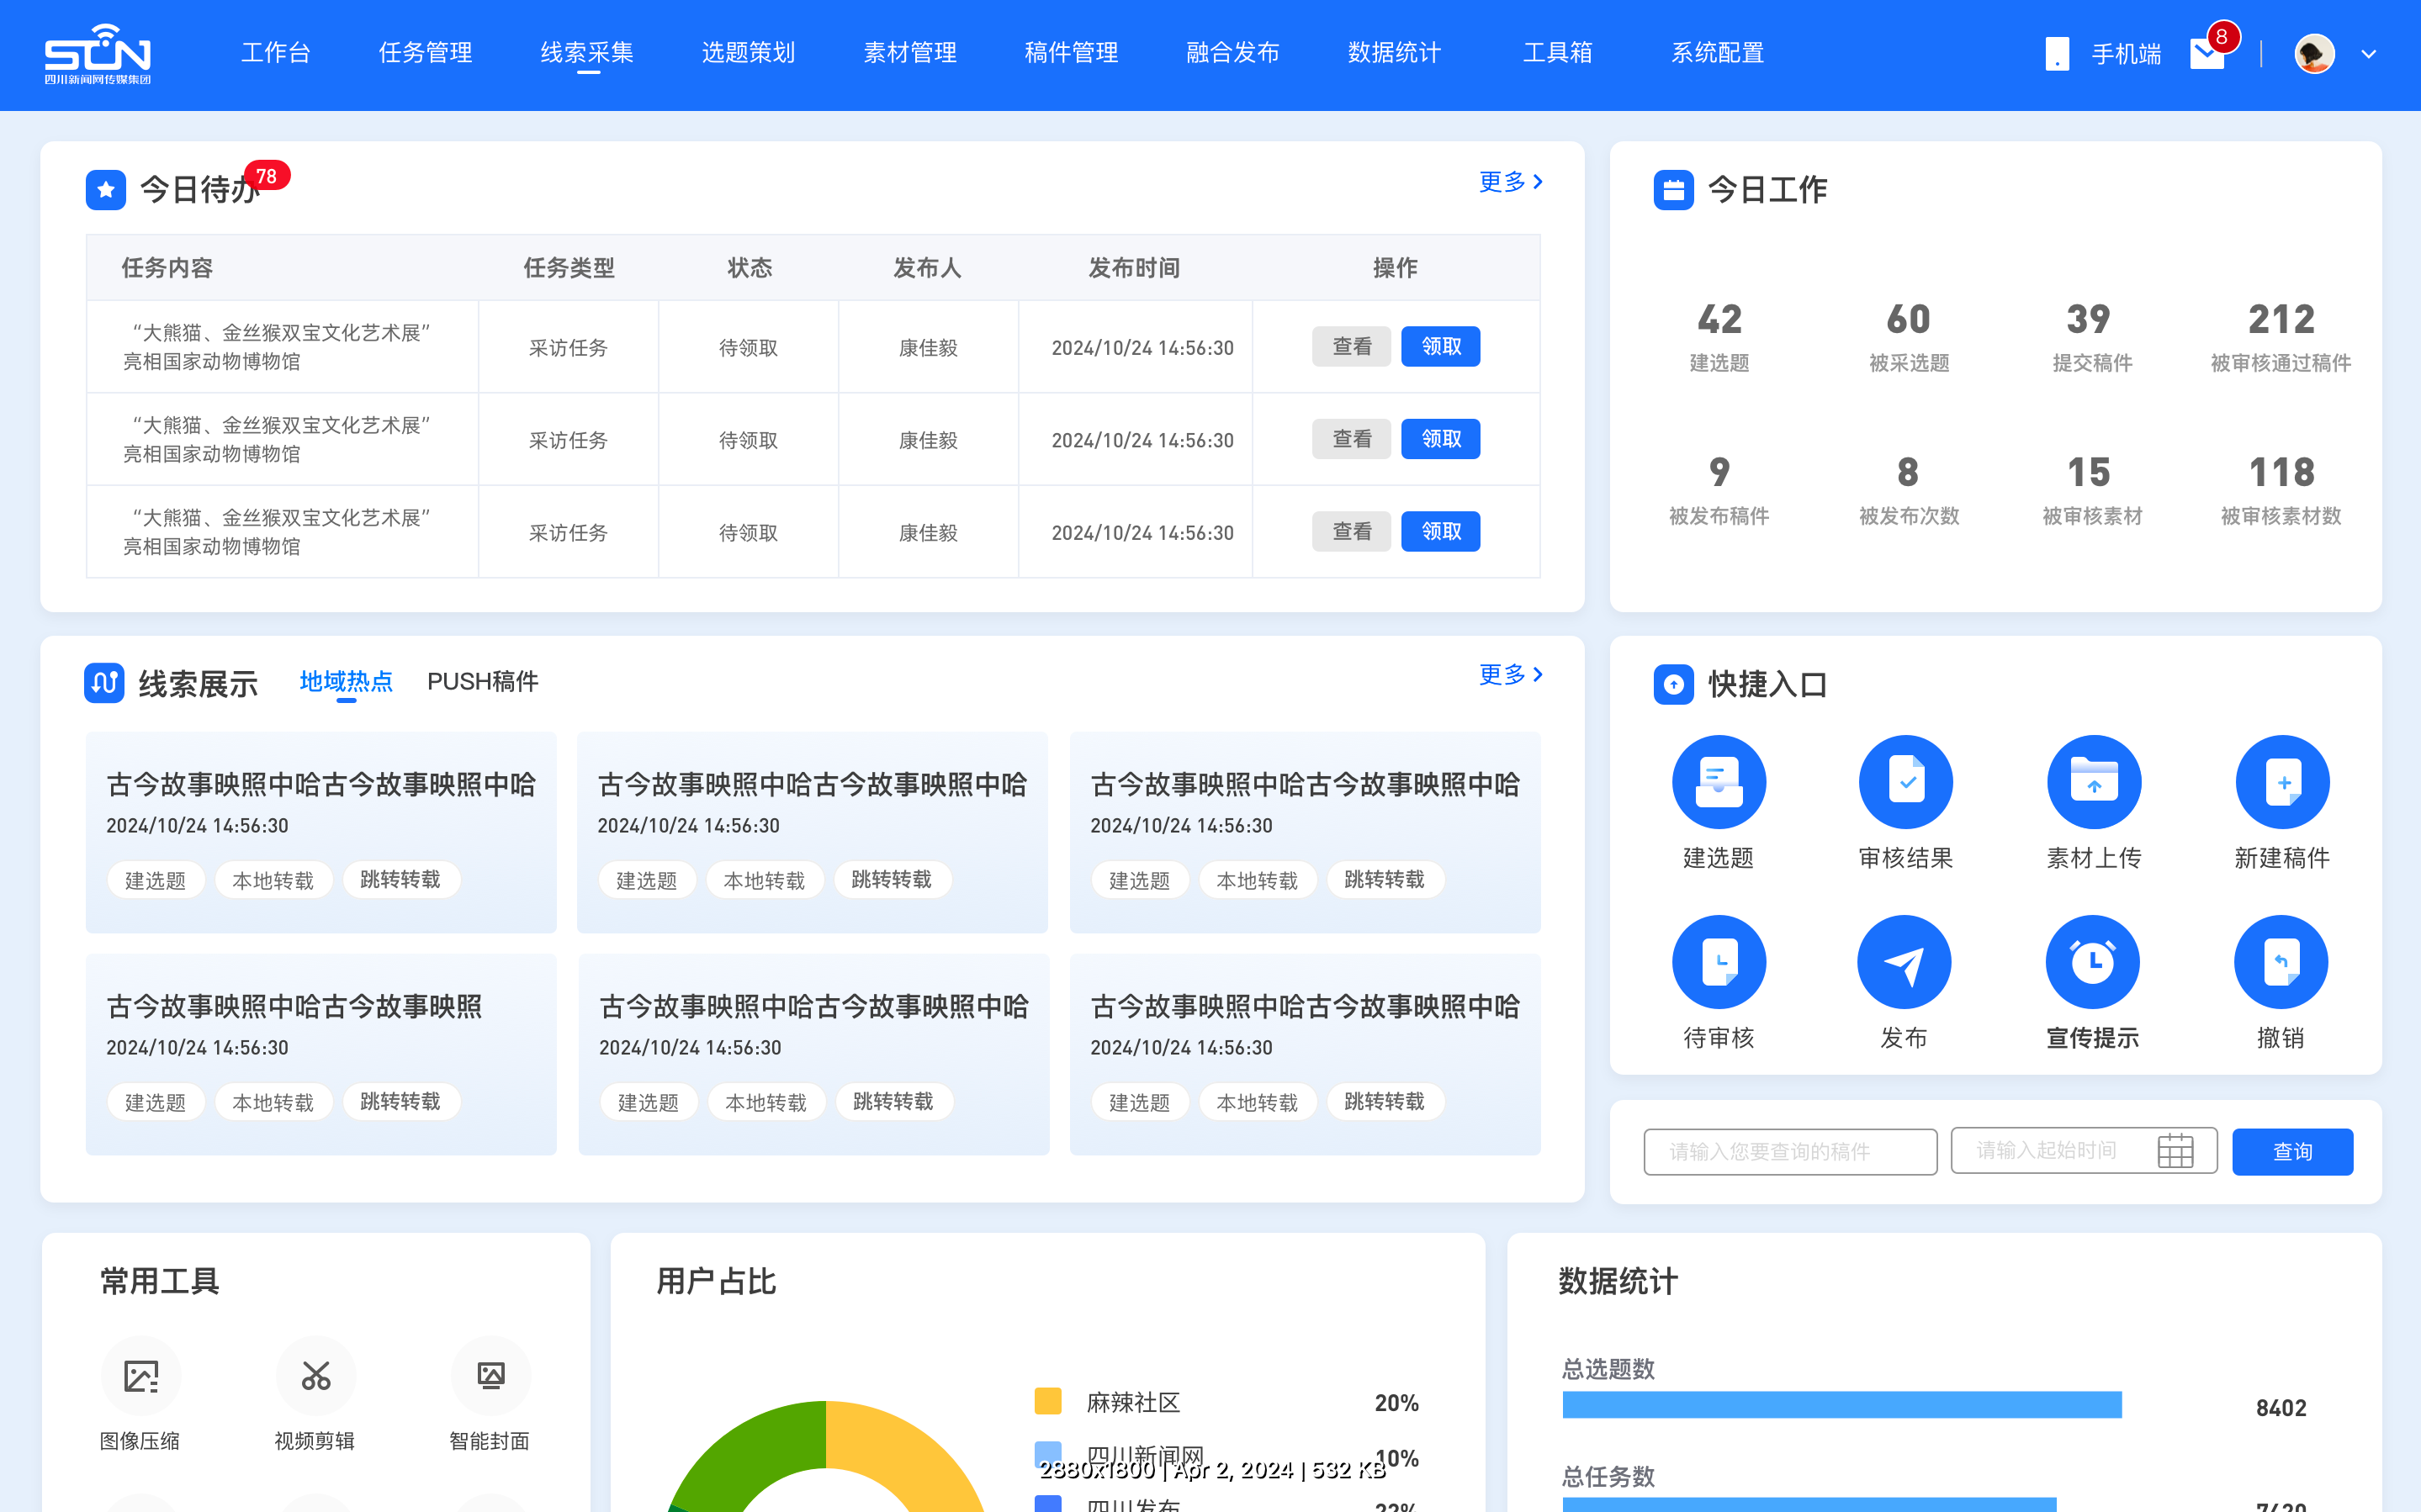 SCN
四川新闻网传媒集团
工作台 任务管理 线索采集 选题策划 素材管理 稿件管理 融合发布 数据统计 工具箱 系统配置 手机端 8
今日待办 78
更多
任务内容 任务类型 状态 发布人 发布时间 操作
“大熊猫、金丝猴双宝文化艺术展”
亮相国家动物博物馆
采访任务 待领取 康佳毅 2024/10/24 14:56:30 查看 领取
“大熊猫、金丝猴双宝文化艺术展”
亮相国家动物博物馆
采访任务 待领取 康佳毅 2024/10/24 14:56:30 查看 领取
“大熊猫、金丝猴双宝文化艺术展”
亮相国家动物博物馆
采访任务 待领取 康佳毅 2024/10/24 14:56:30 查看 领取
今日工作
42 60 39 212
建选题 被采选题 提交稿件 被审核通过稿件
9 8 15 118
被发布稿件 被发布次数 被审核素材 被审核素材数
线索展示 地域热点 PUSH稿件 更多
古今故事映照中哈古今故事映照中哈
2024/10/24 14:56:30
建选题 本地转载 跳转转载
古今故事映照中哈古今故事映照中哈
2024/10/24 14:56:30
建选题 本地转载 跳转转载
古今故事映照中哈古今故事映照中哈
2024/10/24 14:56:30
建选题 本地转载 跳转转载
古今故事映照中哈古今故事映照
2024/10/24 14:56:30
建选题 本地转载 跳转转载
古今故事映照中哈古今故事映照中哈
2024/10/24 14:56:30
建选题 本地转载 跳转转载
古今故事映照中哈古今故事映照中哈
2024/10/24 14:56:30
建选题 本地转载 跳转转载
快捷入口
建选题 审核结果 素材上传 新建稿件
待审核 发布 宣传提示 撤销
请输入您要查询的稿件 请输入起始时间 查询
常用工具
图像压缩 视频剪辑 智能封面
用户占比
麻辣社区 20%
四川新闻网 10%
四川发布 22%
2880x1800 | Apr 2, 2024 | 532 KB
数据统计
总选题数
8402
总任务数
7420